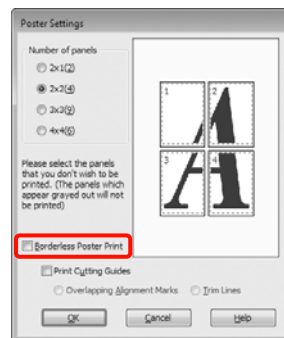 Poster Settings
Number of panels
2x1(2)
2x2(4)
3x3(9)
4x4(6)
1
2
3
4
Please select the panels
that you don't wish to be
printed. (The panels which
appear grayed out will not
be printed)
Borderless Poster Print
Print Cutting Guides
Overlapping Alignment Marks
Trim Lines
OK
Cancel
Help